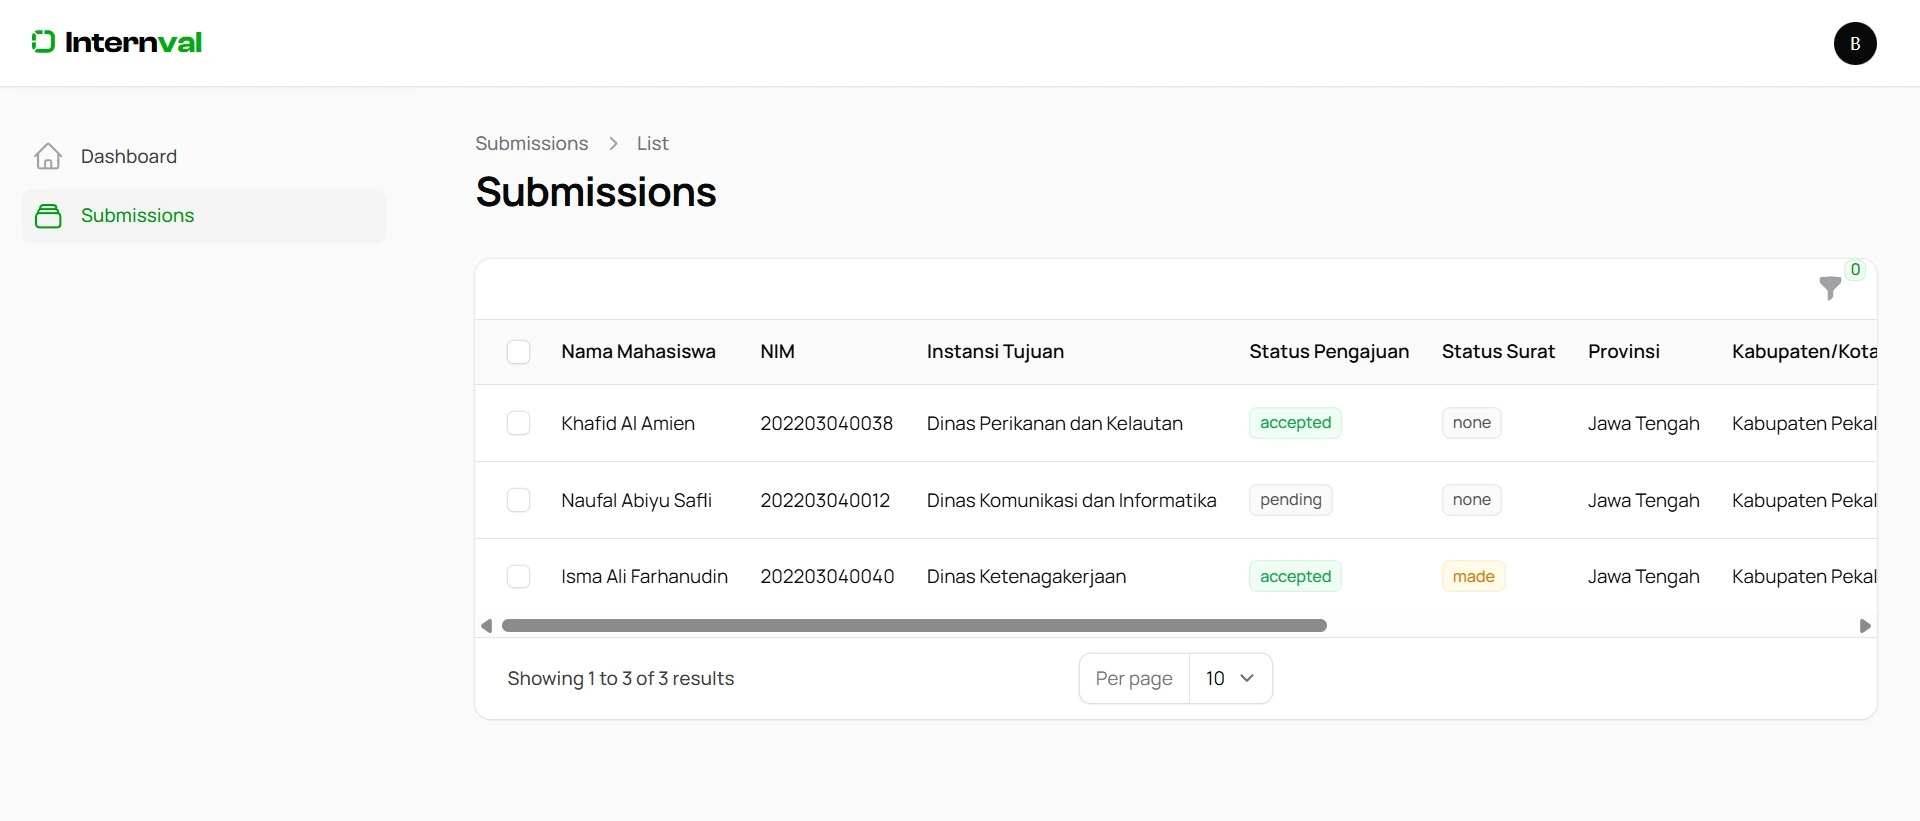 Internval
B
Dashboard
Submissions
Submissions > List
Submissions
0
Nama Mahasiswa NIM Instansi Tujuan Status Pengajuan Status Surat Provinsi Kabupaten/Kota
Khafid Al Amien 202203040038 Dinas Perikanan dan Kelautan accepted none Jawa Tengah Kabupaten Pekal
Naufal Abiyu Safli 202203040012 Dinas Komunikasi dan Informatika pending none Jawa Tengah Kabupaten Pekal
Isma Ali Farhanudin 202203040040 Dinas Ketenagakerjaan accepted made Jawa Tengah Kabupaten Pekal
Showing 1 to 3 of 3 results
Per page 10